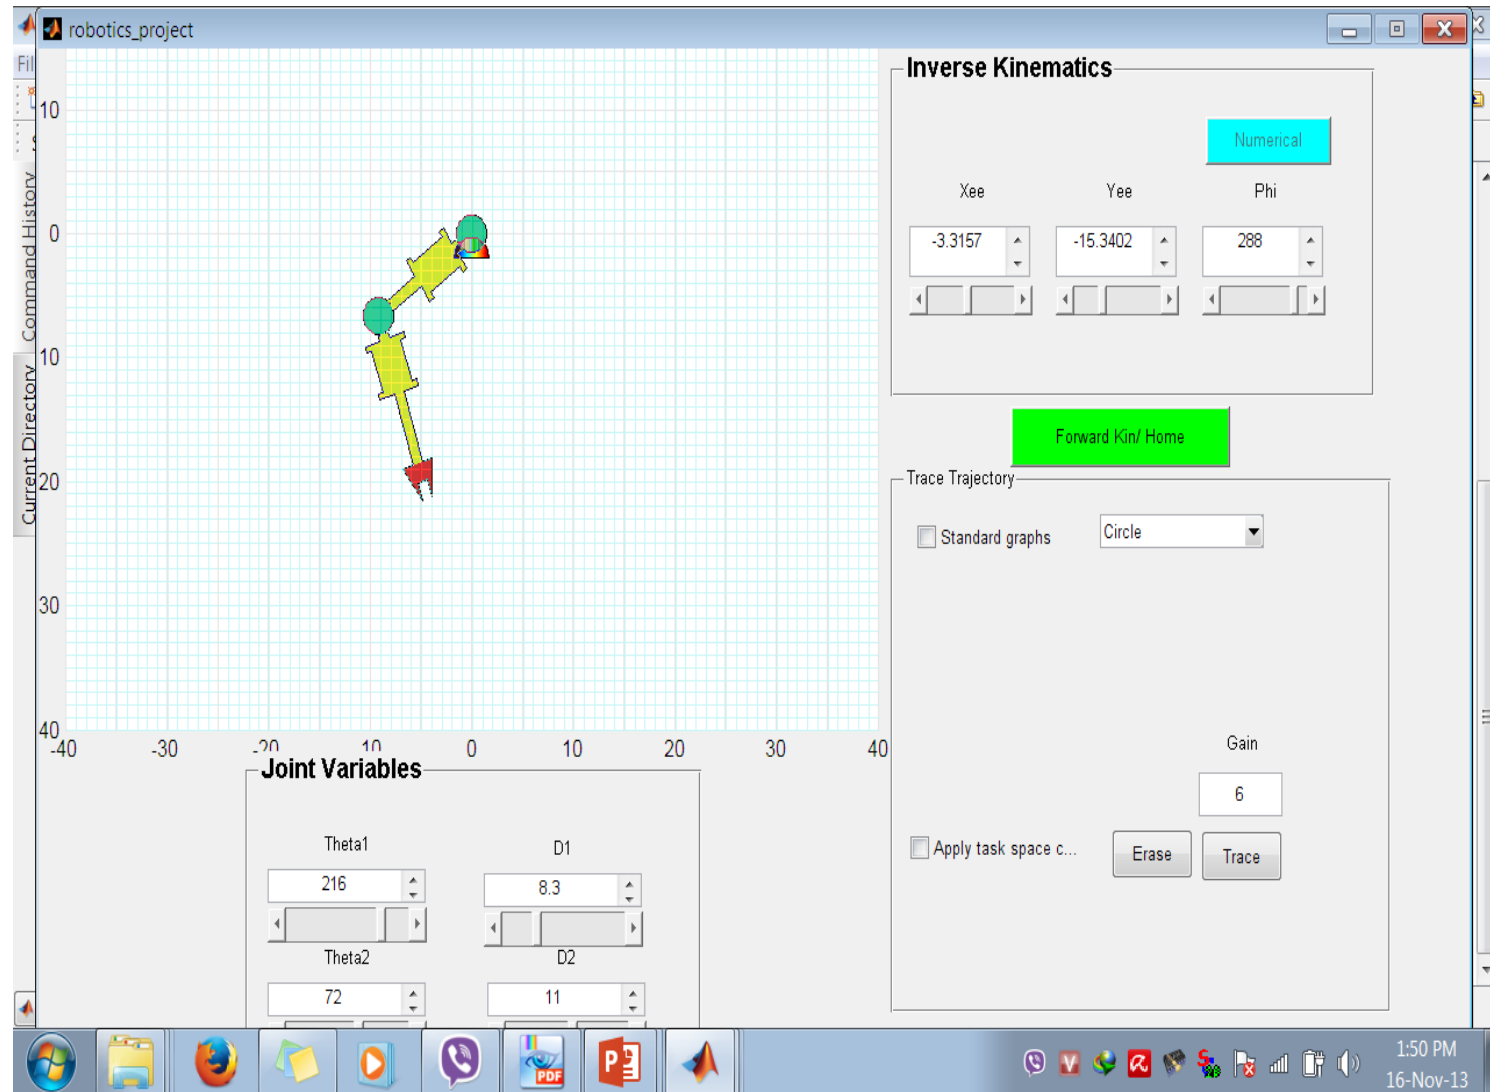 robotics_project
Fil
Command History
Current Directory
10
0
10
20
30
40
-40
-30
-20
10
0
10
20
30
40
Inverse Kinematics
Numerical
Xee
Yee
Phi
-3.3157
-15.3402
288
Forward Kin/ Home
Trace Trajectory
Standard graphs
Circle
Gain
6
Apply task space c...
Erase
Trace
Joint Variables
Theta1
D1
216
8.3
Theta2
D2
72
11
PDF
1:50 PM
16-Nov-13